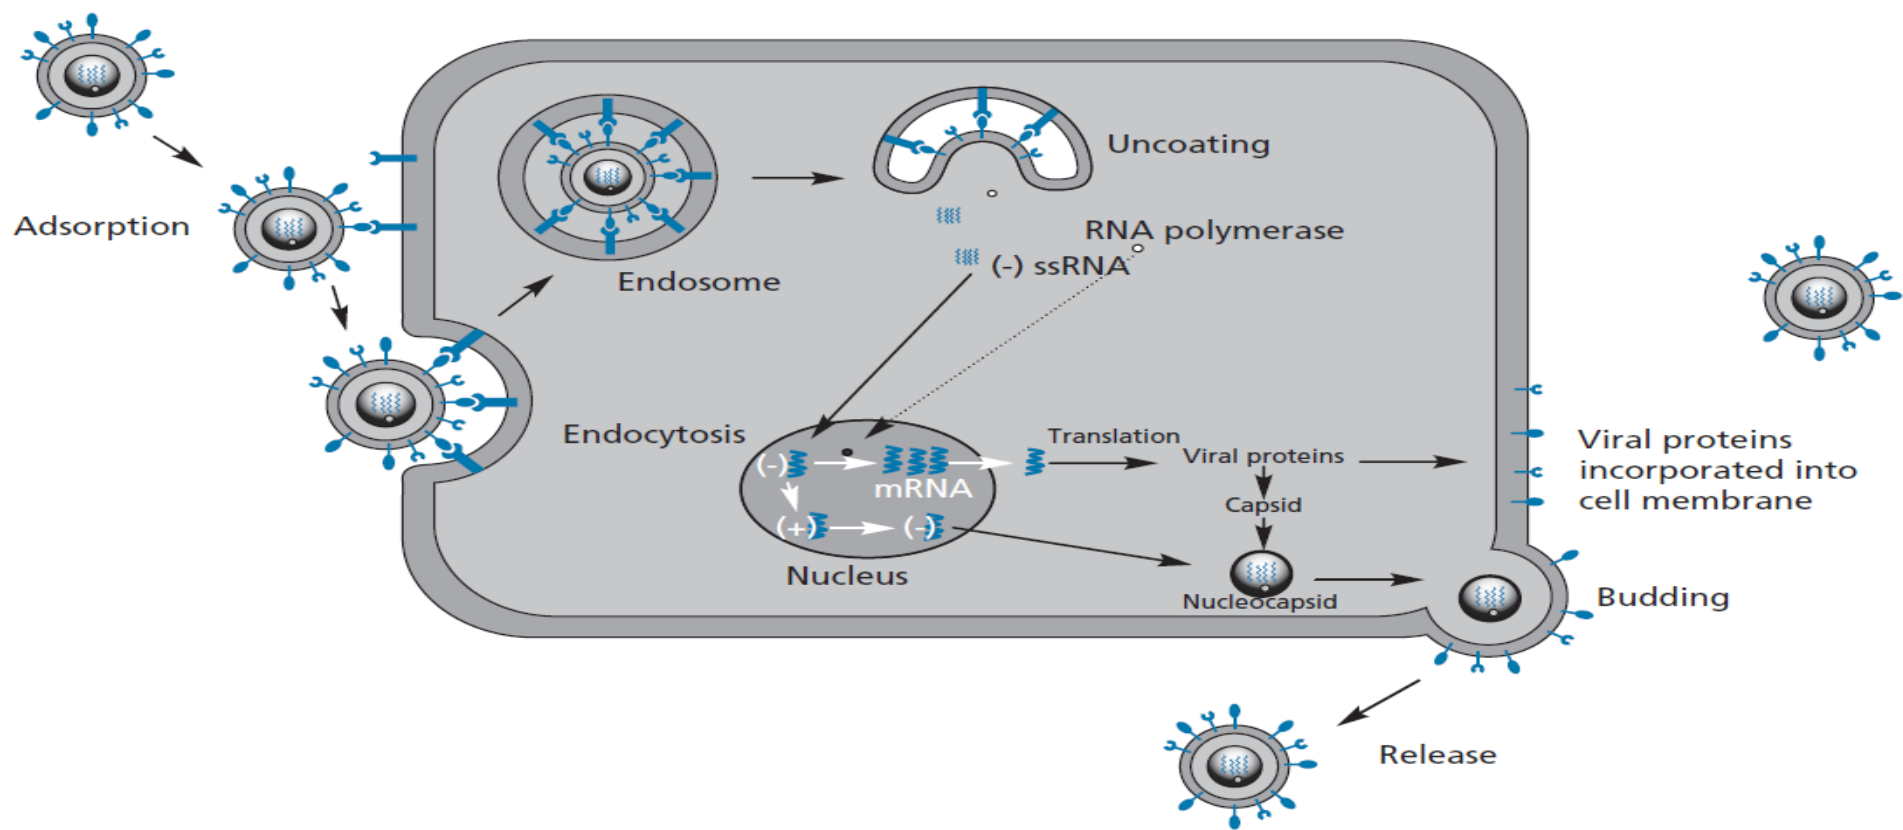 Adsorption
Endosome
Uncoating
RNA polymerase
(-) ssRNA
Endocytosis
(-)
mRNA
(+)
(-)
Nucleus
Translation
Viral proteins
Capsid
Nucleocapsid
Viral proteins
incorporated into
cell membrane
Budding
Release